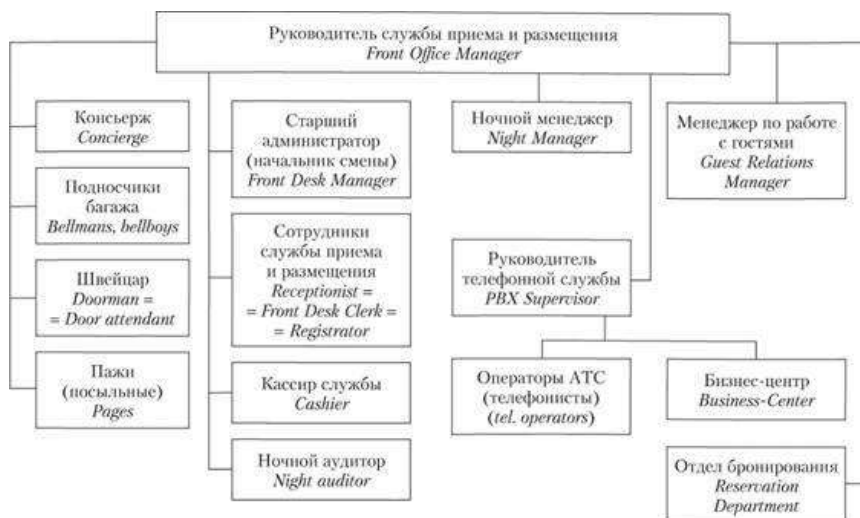 Руководитель службы приема и размещения
Front Office Manager
Консьерж
Concierge
Подносчики
багажа
Bellmans, bellboys
Швейцар
Doorman =
= Door attendant
Пажи
(посыльные)
Pages
Старший
администратор
(начальник смены)
Front Desk Manager
Сотрудники
службы приема
и размещения
Receptionist =
= Front Desk Clerk =
= Registrator
Кассир службы
Cashier
Ночной аудитор
Night auditor
Ночной менеджер
Night Manager
Руководитель
телефонной службы
PBX Supervisor
Операторы АТС
(телефонисты)
(tel. operators)
Менеджер по работе
с гостями
Guest Relations
Manager
Бизнес-центр
Business-Center
Отдел бронирования
Reservation
Department